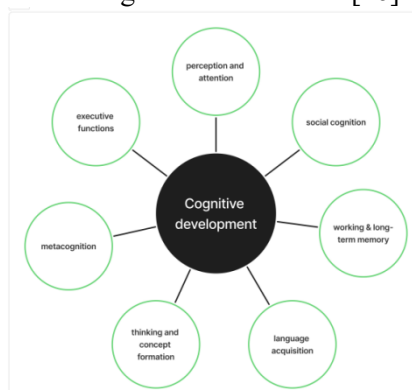 Cognitive
development
perception and
attention
social cognition
working & long-
term memory
language
acquisition
thinking and
concept
formation
metacognition
executive
functions